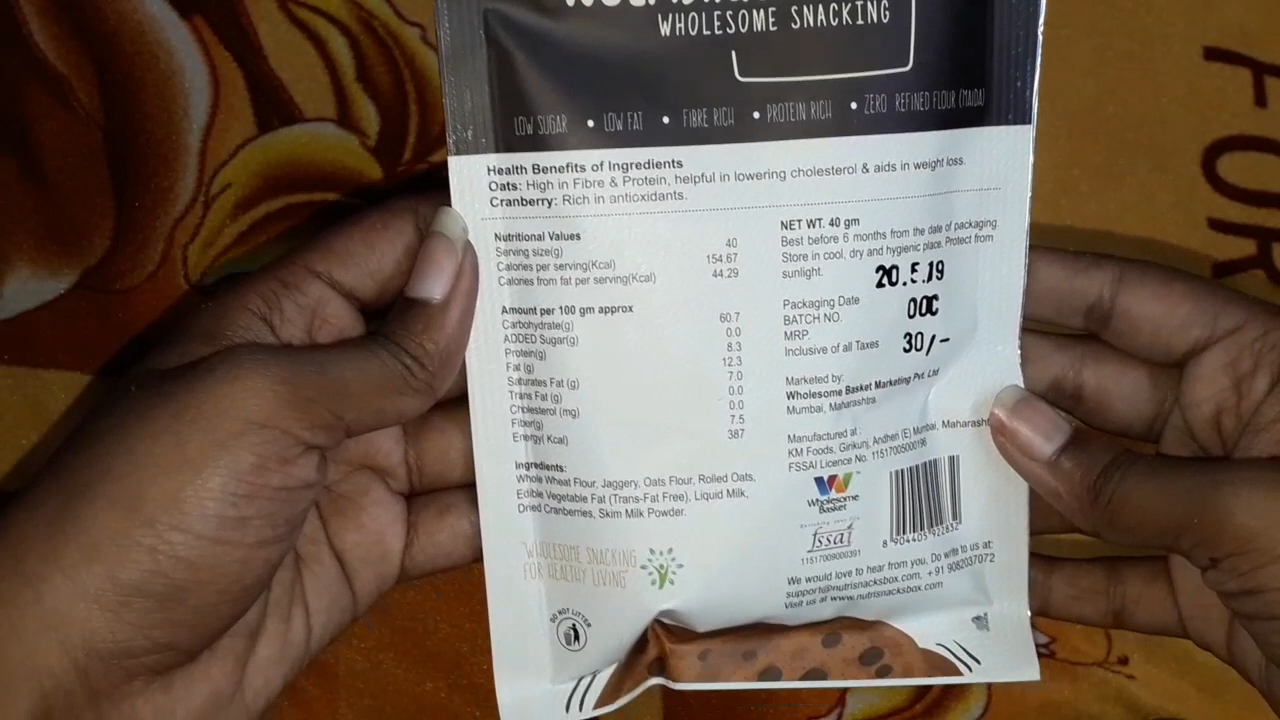 WHOLESOME SNACKING
LOW SUGAR • LOW FAT • FIBRE RICH • PROTEIN RICH • ZERO REFINED FLOUR (MAIDA)
Health Benefits of Ingredients
Oats: High in Fibre & Protein, helpful in lowering cholesterol & aids in weight loss.
Cranberry: Rich in antioxidants.
Nutritional Values
Serving size(g) 40
Calories per serving(Kcal) 154.67
Calories from fat per serving(Kcal) 44.29
Amount per 100 gm approx
Carbohydrate(g) 60.7
ADDED Sugar(g) 0.0
Protein(g) 8.3
Fat (g) 12.3
Saturates Fat (g) 7.0
Trans Fat (g) 0.0
Cholesterol (mg) 0.0
Fiber(g) 7.5
Energy( Kcal) 387
Ingredients:
Whole Wheat Flour, Jaggery, Oats Flour, Rolled Oats,
Edible Vegetable Fat (Trans-Fat Free), Liquid Milk,
Dried Cranberries, Skim Milk Powder.
"WHOLESOME SNACKING
FOR HEALTHY LIVING"
DO NOT LITTER
NET WT. 40 gm
Best before 6 months from the date of packaging.
Store in cool, dry and hygienic place. Protect from
sunlight.
20.5.19
Packaging Date
BATCH NO. 00C
MRP.
Inclusive of all Taxes 30/-
Marketed by:
Wholesome Basket Marketing Pvt. Ltd
Mumbai, Maharashtra.
Manufactured at :
KM Foods, Girikunj, Andheri (E) Mumbai, Maharasht
FSSAI Licence No. 11517005000196
Wholesome
Basket
fssai
11517009000391
8 904405 922832
We would love to hear from you. Do write to us at:
support@nutrisnacksbox.com, +91 9082037072
Visit us at www.nutrisnacksbox.com
FOR